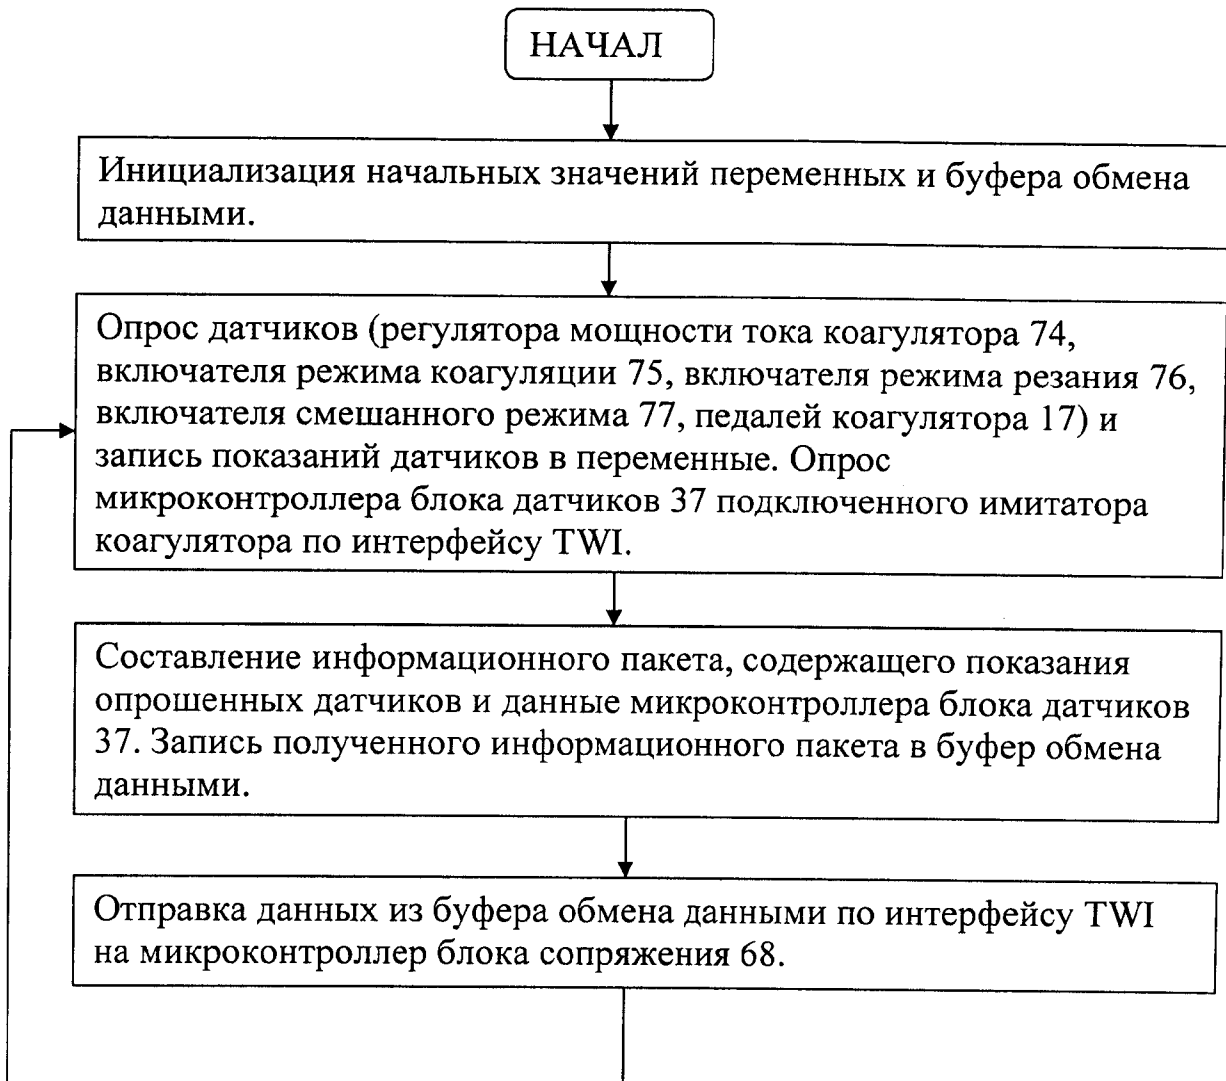 НАЧАЛ
Инициализация начальных значений переменных и буфера обмена
данными.
Опрос датчиков (регулятора мощности тока коагулятора 74,
включателя режима коагуляции 75, включателя режима резания 76,
включателя смешанного режима 77, педалей коагулятора 17) и
запись показаний датчиков в переменные. Опрос
микроконтроллера блока датчиков 37 подключенного имитатора
коагулятора по интерфейсу TWI.
Составление информационного пакета, содержащего показания
опрошенных датчиков и данные микроконтроллера блока датчиков
37. Запись полученного информационного пакета в буфер обмена
данными.
Отправка данных из буфера обмена данными по интерфейсу TWI
на микроконтроллер блока сопряжения 68.